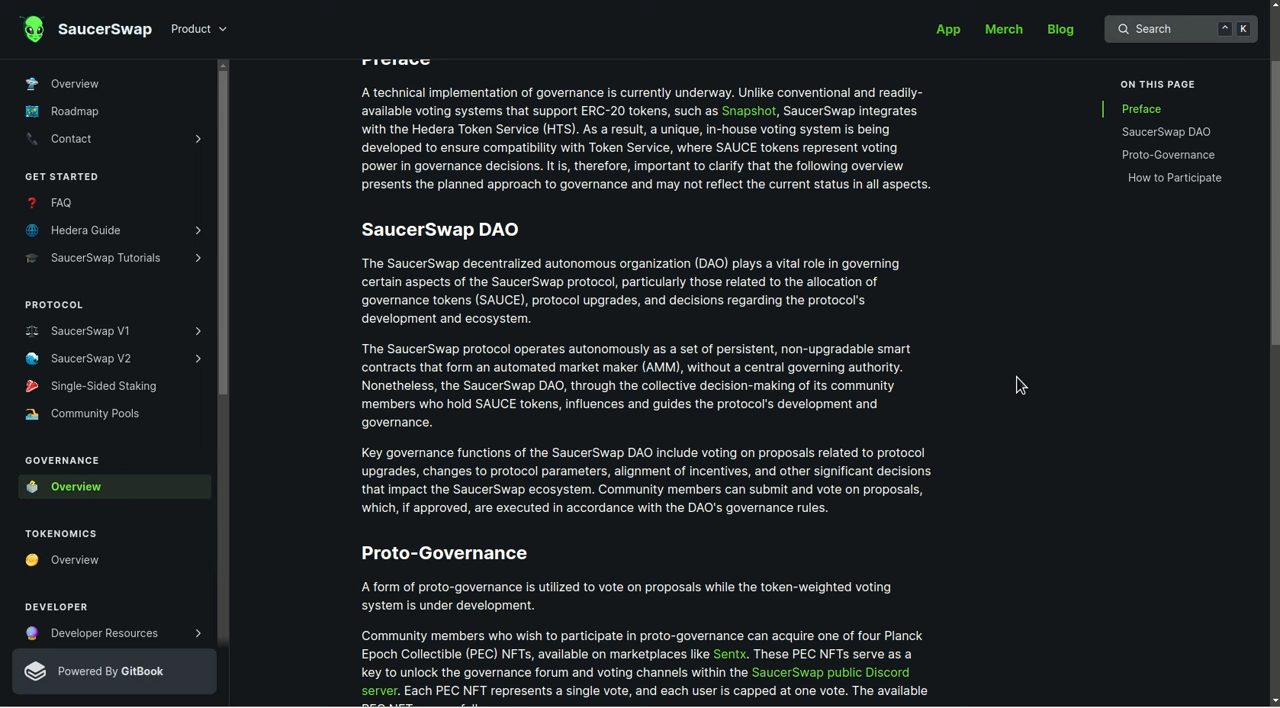 SaucerSwap
Product
App
Merch
Blog
Search
^
K
Overview
Roadmap
Contact
GET STARTED
FAQ
Hedera Guide
SaucerSwap Tutorials
PROTOCOL
SaucerSwap V1
SaucerSwap V2
Single-Sided Staking
Community Pools
GOVERNANCE
Overview
TOKENOMICS
Overview
DEVELOPER
Developer Resources
Powered By GitBook
Preface
A technical implementation of governance is currently underway. Unlike conventional and readily-
available voting systems that support ERC-20 tokens, such as Snapshot, SaucerSwap integrates
with the Hedera Token Service (HTS). As a result, a unique, in-house voting system is being
developed to ensure compatibility with Token Service, where SAUCE tokens represent voting
power in governance decisions. It is, therefore, important to clarify that the following overview
presents the planned approach to governance and may not reflect the current status in all aspects.
SaucerSwap DAO
The SaucerSwap decentralized autonomous organization (DAO) plays a vital role in governing
certain aspects of the SaucerSwap protocol, particularly those related to the allocation of
governance tokens (SAUCE), protocol upgrades, and decisions regarding the protocol's
development and ecosystem.
The SaucerSwap protocol operates autonomously as a set of persistent, non-upgradable smart
contracts that form an automated market maker (AMM), without a central governing authority.
Nonetheless, the SaucerSwap DAO, through the collective decision-making of its community
members who hold SAUCE tokens, influences and guides the protocol's development and
governance.
Key governance functions of the SaucerSwap DAO include voting on proposals related to protocol
upgrades, changes to protocol parameters, alignment of incentives, and other significant decisions
that impact the SaucerSwap ecosystem. Community members can submit and vote on proposals,
which, if approved, are executed in accordance with the DAO's governance rules.
Proto-Governance
A form of proto-governance is utilized to vote on proposals while the token-weighted voting
system is under development.
Community members who wish to participate in proto-governance can acquire one of four Planck
Epoch Collectible (PEC) NFTs, available on marketplaces like Sentx. These PEC NFTs serve as a
key to unlock the governance forum and voting channels within the SaucerSwap public Discord
server. Each PEC NFT represents a single vote, and each user is capped at one vote. The available
ON THIS PAGE
Preface
SaucerSwap DAO
Proto-Governance
How to Participate